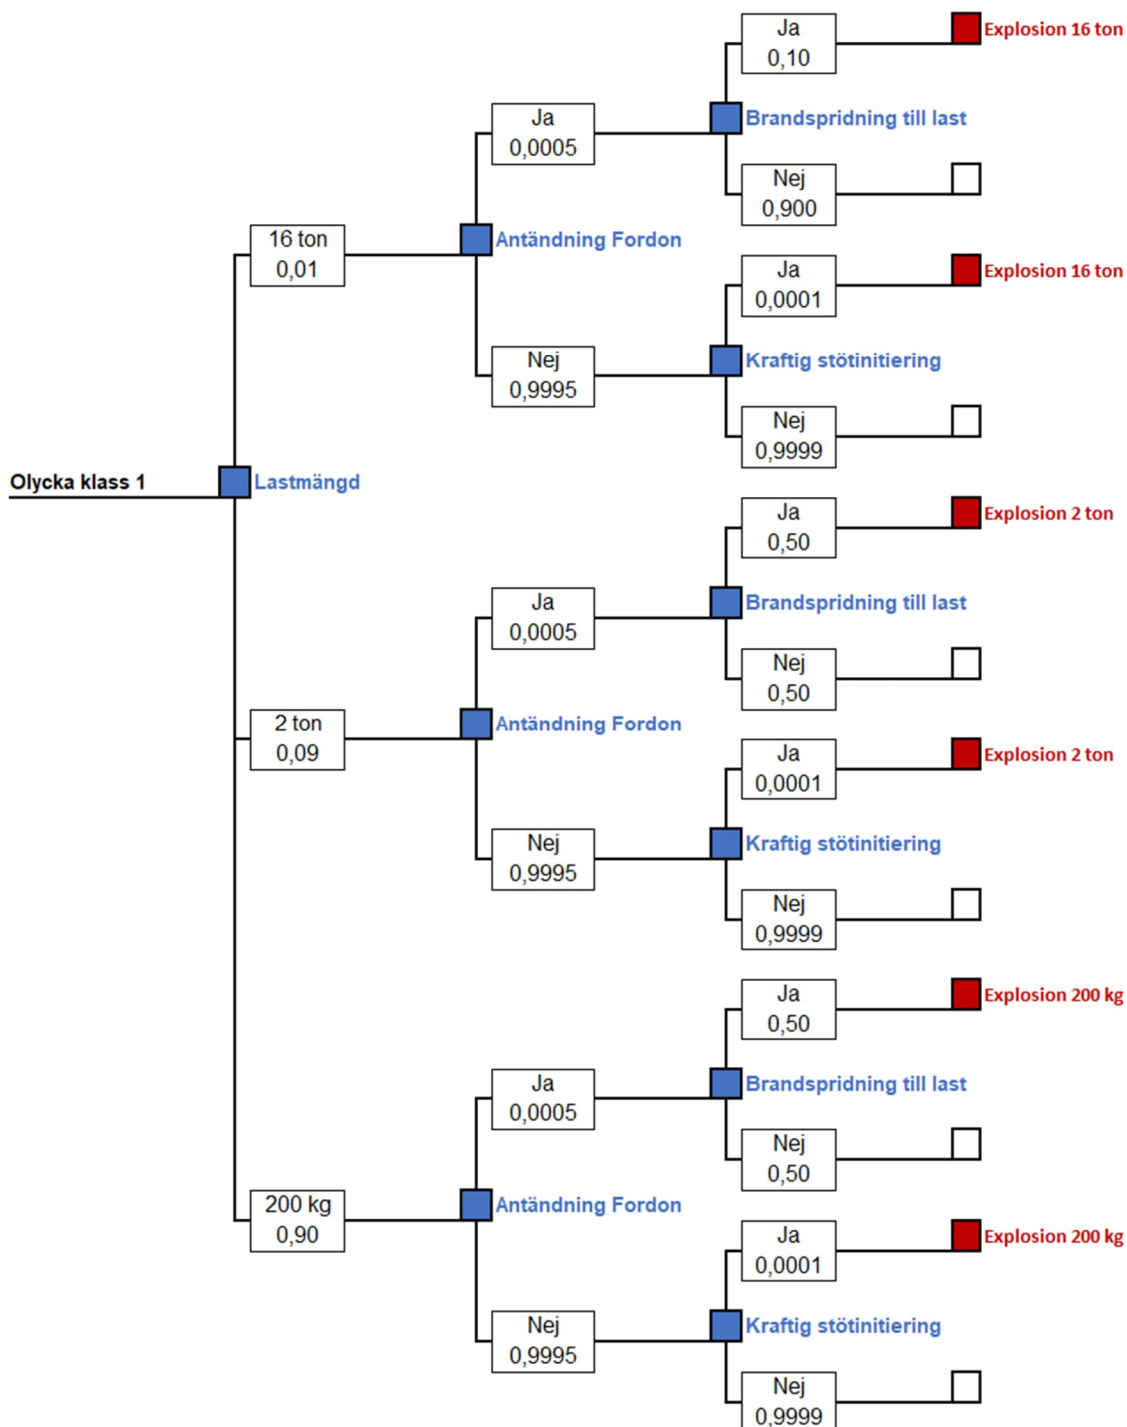 Ja
0,10
Explosion 16 ton
Brandspridning till last
Ja
0,0005
Nej
0,900
16 ton
0,01
Antändning Fordon
Ja
0,0001
Explosion 16 ton
Nej
0,9995
Kraftig stötinitiering
Nej
0,9999
Olycka klass 1
Lastmängd
Ja
0,50
Explosion 2 ton
Ja
0,0005
Brandspridning till last
Nej
0,50
2 ton
0,09
Antändning Fordon
Ja
0,0001
Explosion 2 ton
Nej
0,9995
Kraftig stötinitiering
Nej
0,9999
Ja
0,50
Explosion 200 kg
Ja
0,0005
Brandspridning till last
Nej
0,50
200 kg
0,90
Antändning Fordon
Ja
0,0001
Explosion 200 kg
Nej
0,9995
Kraftig stötinitiering
Nej
0,9999